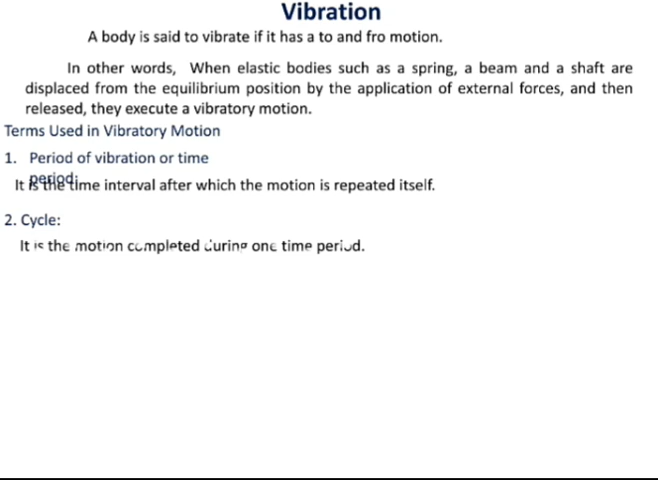 Vibration
A body is said to vibrate if it has a to and fro motion.
In other words, When elastic bodies such as a spring, a beam and a shaft are
displaced from the equilibrium position by the application of external forces, and then
released, they execute a vibratory motion.
Terms Used in Vibratory Motion
1. Period of vibration or time
period:
It is the time interval after which the motion is repeated itself.
2. Cycle:
It is the motion completed during one time period.